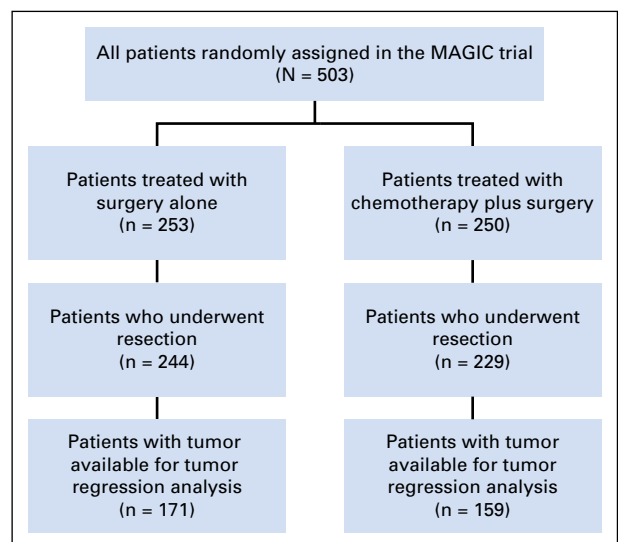 All patients randomly assigned in the MAGIC trial
(N = 503)
Patients treated with
surgery alone
(n = 253)
Patients treated with
chemotherapy plus surgery
(n = 250)
Patients who underwent
resection
(n = 244)
Patients who underwent
resection
(n = 229)
Patients with tumor
available for tumor
regression analysis
(n = 171)
Patients with tumor
available for tumor
regression analysis
(n = 159)